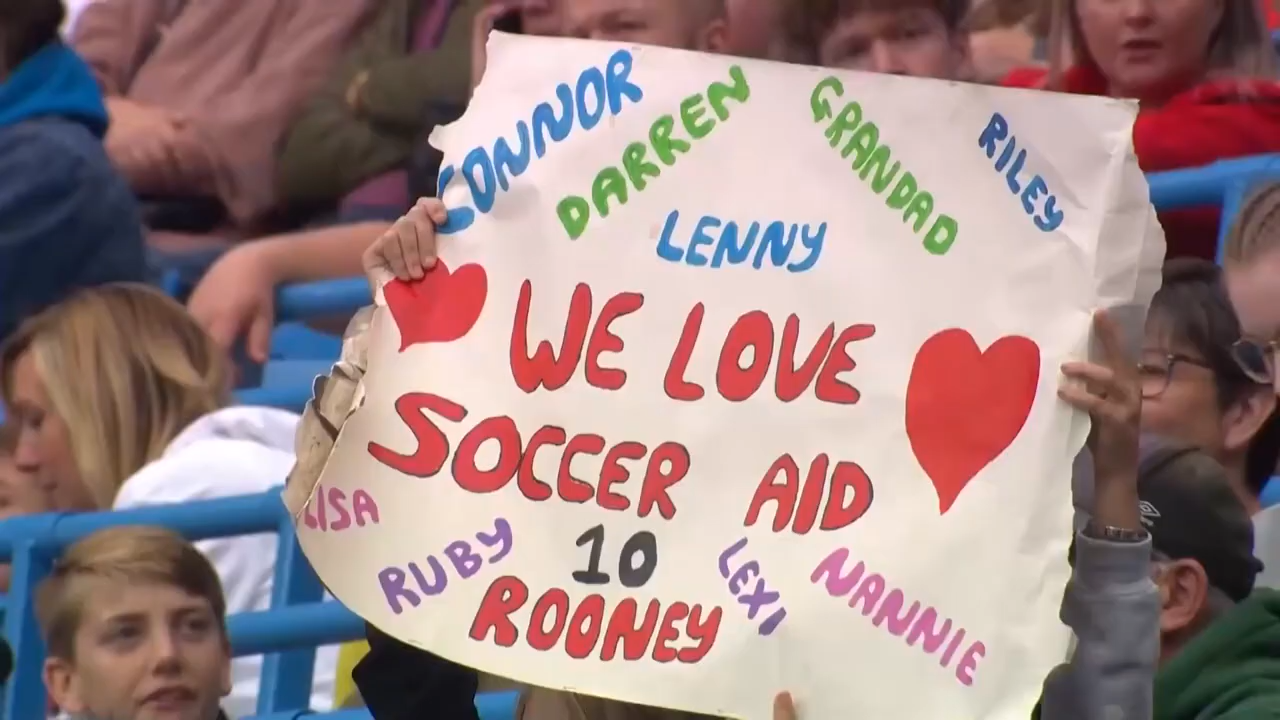 CONNOR
DARREN
GRANDAD
RILEY
LENNY
WE LOVE
SOCCER AID
LISA
RUBY
10
LEXI
NANNIE
ROONEY